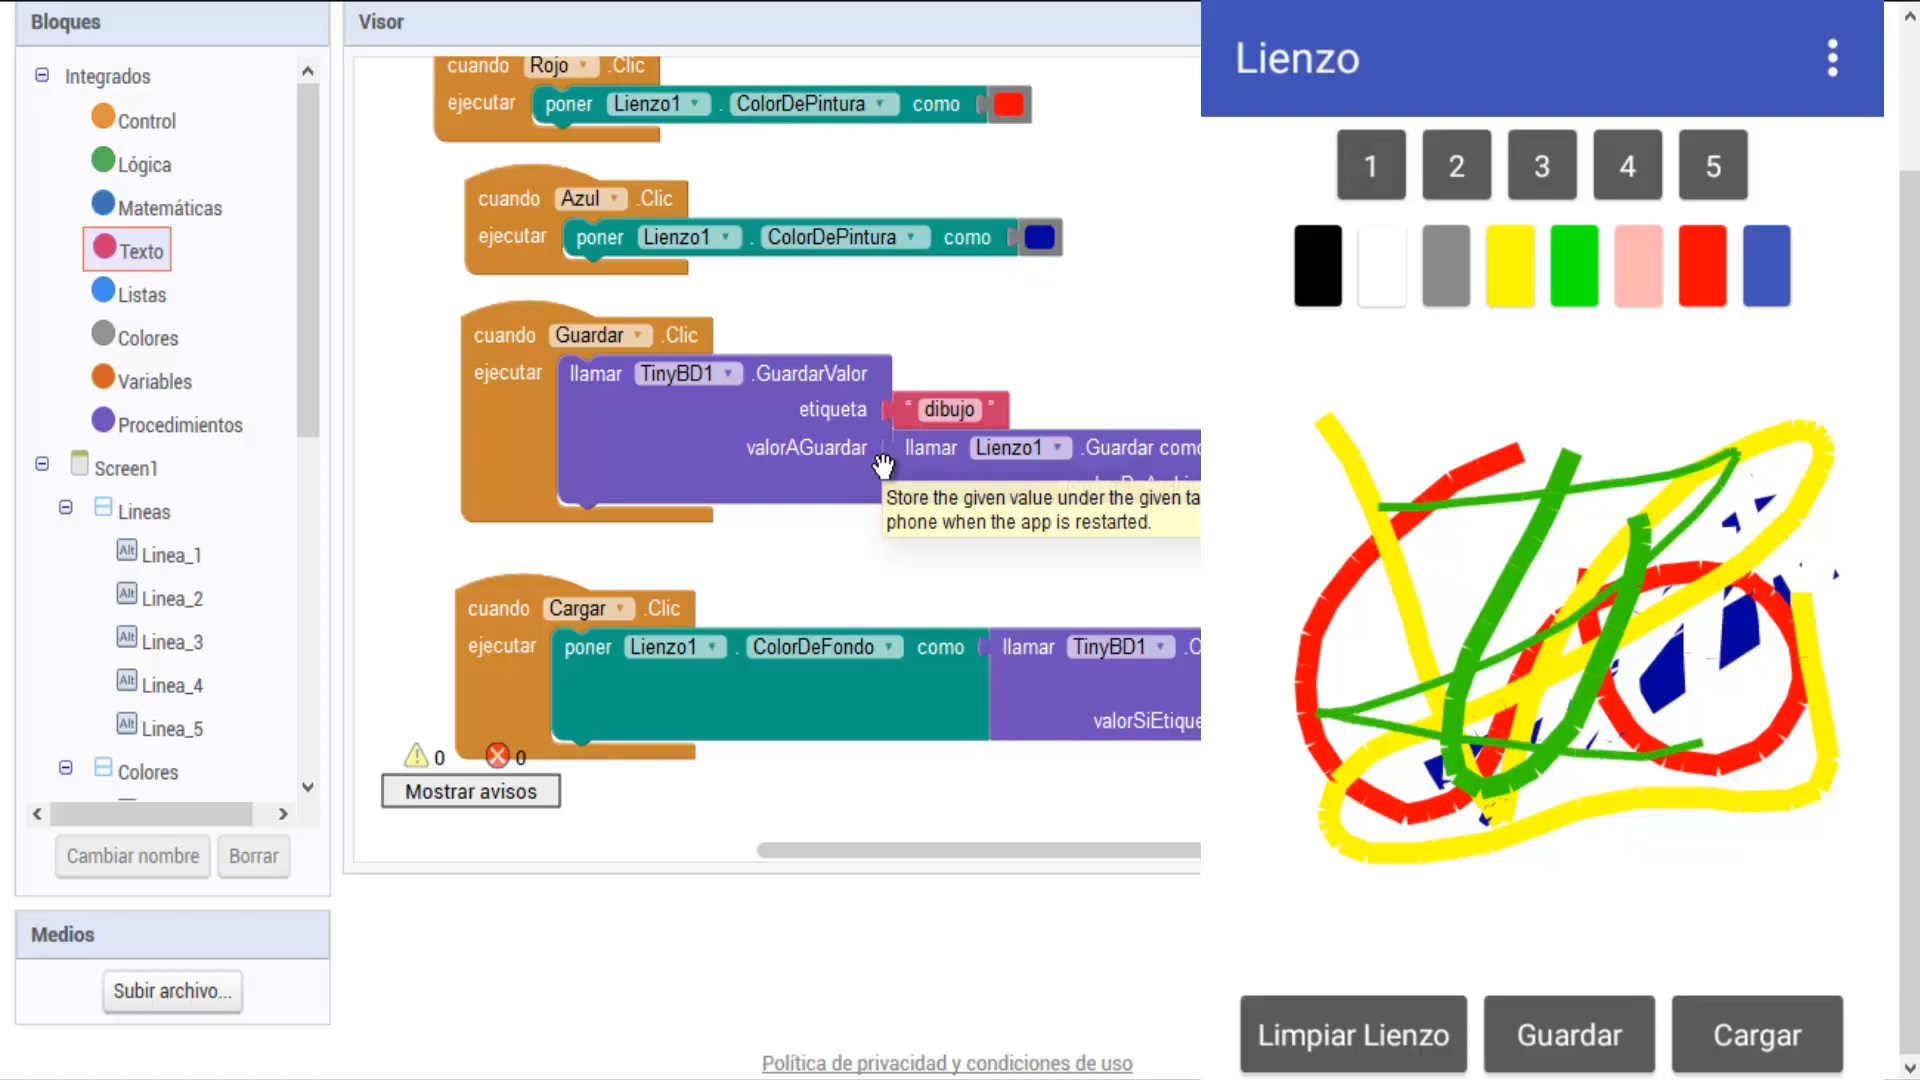 Bloques
Integrados
Control
Lógica
Matemáticas
Texto
Listas
Colores
Variables
Procedimientos
Screen1
Lineas
Linea_1
Linea_2
Linea_3
Linea_4
Linea_5
Colores
Cambiar nombre Borrar
Medios
Subir archivo...
Visor
cuando Rojo .Clic
ejecutar poner Lienzo1 . ColorDePintura como
cuando Azul .Clic
ejecutar poner Lienzo1 . ColorDePintura como
cuando Guardar .Clic
ejecutar llamar TinyBD1 .GuardarValor
etiqueta “ dibujo ”
valorAGuardar llamar Lienzo1 .Guardar como
Store the given value under the given ta
phone when the app is restarted.
cuando Cargar .Clic
ejecutar poner Lienzo1 . ColorDeFondo como llamar TinyBD1 .
valorSiEtique
0 0
Mostrar avisos
Política de privacidad y condiciones de uso
Lienzo
1 2 3 4 5
Limpiar Lienzo Guardar Cargar